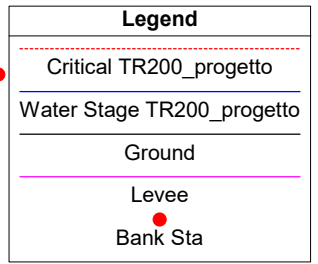 Legend
Critical TR200_progetto
Water Stage TR200_progetto
Ground
Levee
Bank Sta